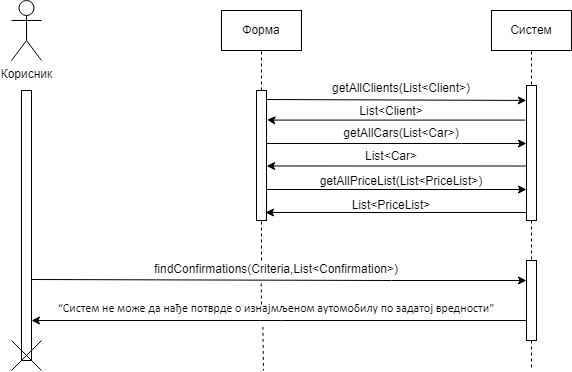 Форма
Систем
Корисник
getAllClients(List<Client>)
List<Client>
getAllCars(List<Car>)
List<Car>
getAllPriceList(List<PriceList>)
List<PriceList>
findConfirmations(Criteria,List<Confirmation>)
“Систем не може да нађе потврде о изнајмљеном аутомобилу по задатој вредности”